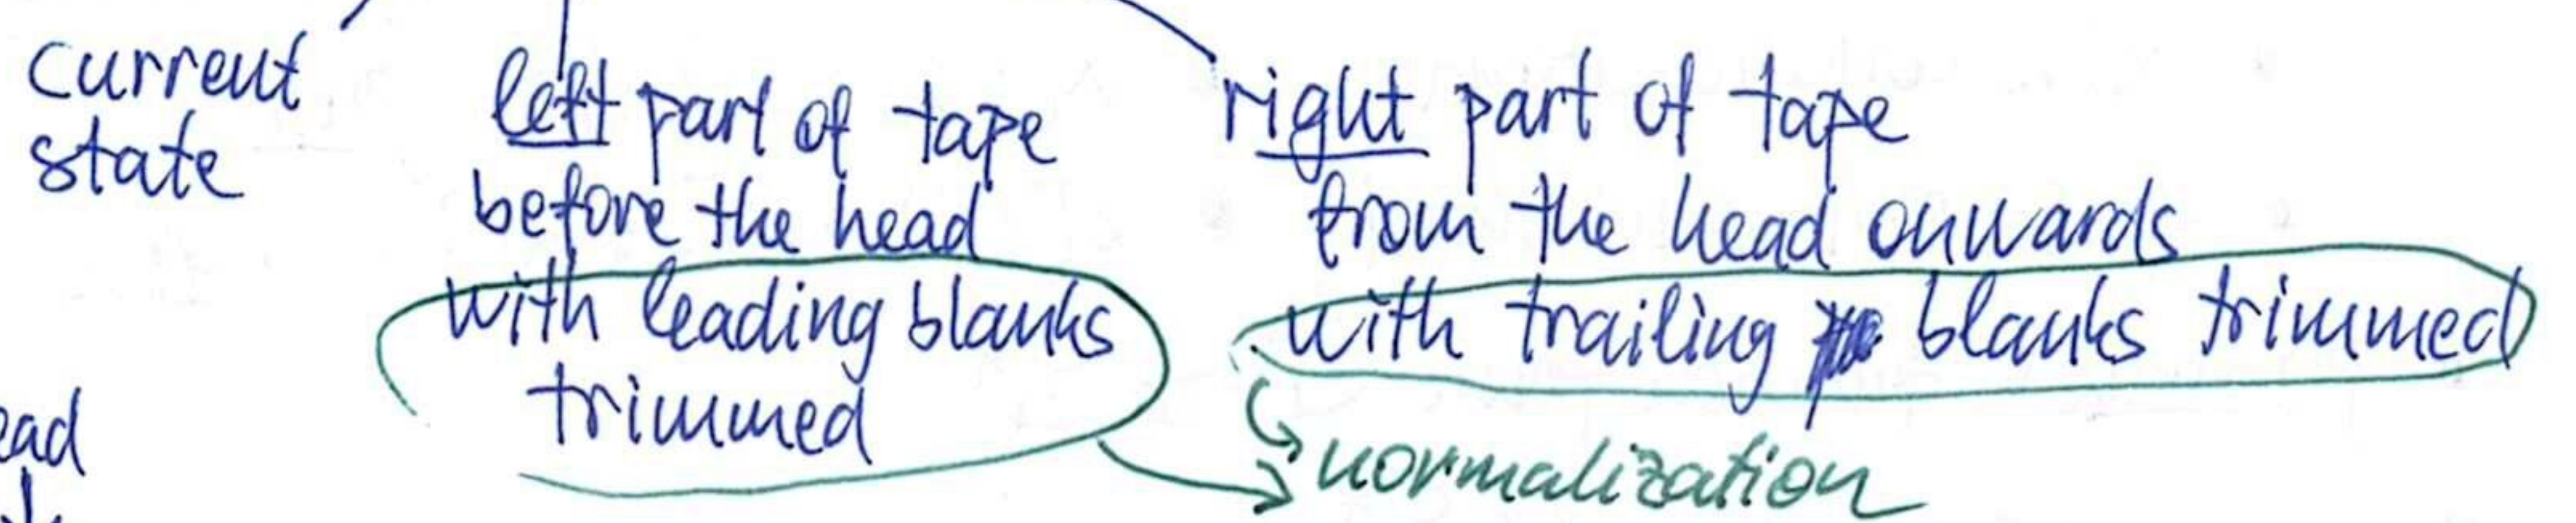 current
state
left part of tape
before the head
with leading blanks
trimmed
right part of tape
from the head onwards
with trailing blanks trimmed
normalization
ead